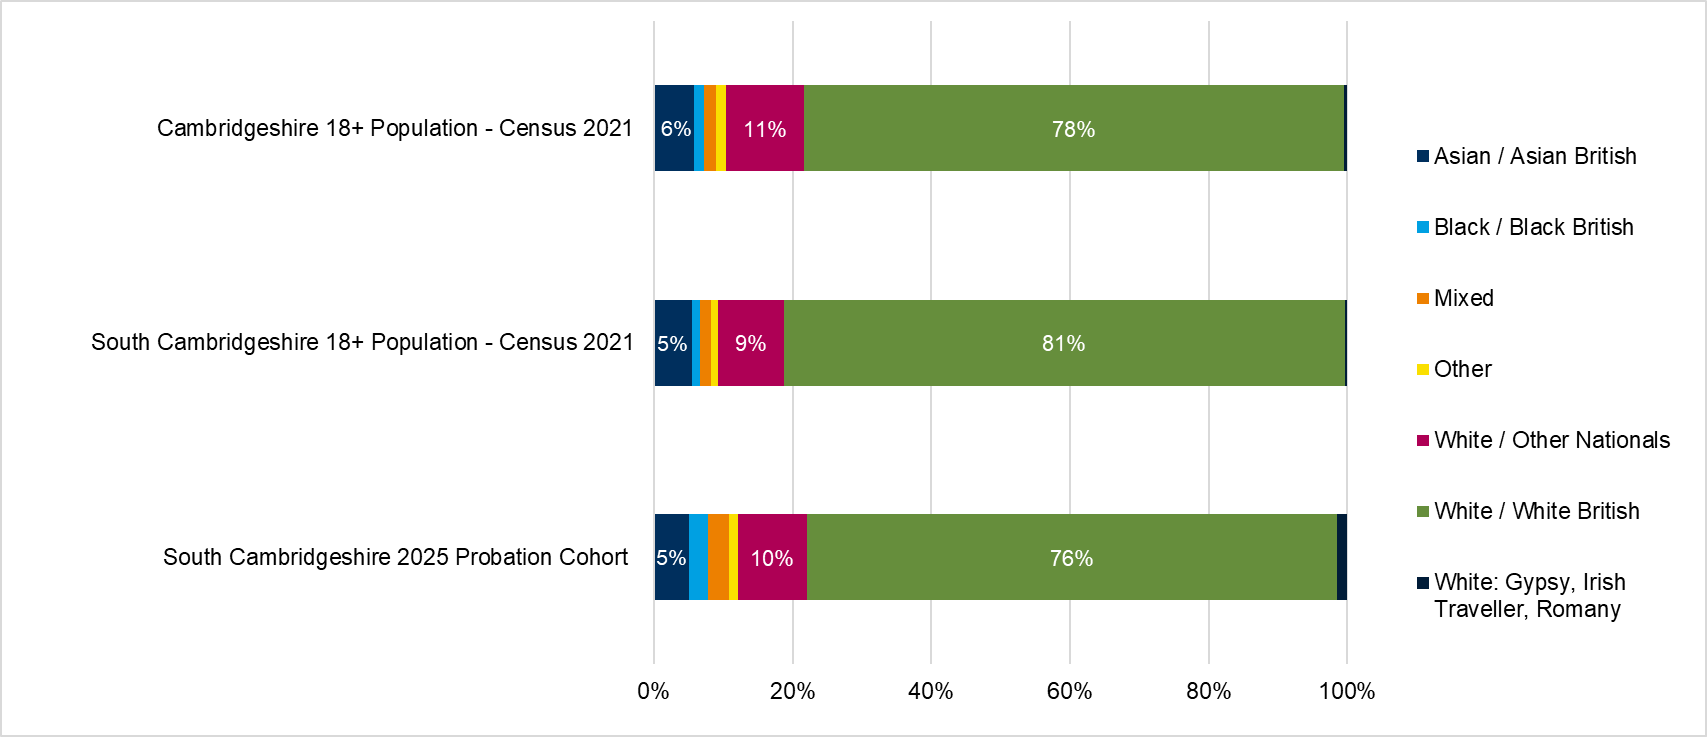 Cambridgeshire 18+ Population - Census 2021
6%
11%
78%
South Cambridgeshire 18+ Population - Census 2021
5%
9%
81%
South Cambridgeshire 2025 Probation Cohort
5%
10%
76%
0%
20%
40%
60%
80%
100%
Asian / Asian British
Black / Black British
Mixed
Other
White / Other Nationals
White / White British
White: Gypsy, Irish
Traveller, Romany